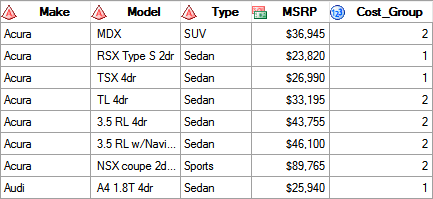 Make Model Type MSRP Cost_Group
Acura MDX SUV $36,945 2
Acura RSX Type S 2dr Sedan $23,820 1
Acura TSX 4dr Sedan $26,990 1
Acura TL 4dr Sedan $33,195 2
Acura 3.5 RL 4dr Sedan $43,755 2
Acura 3.5 RL w/Navi... Sedan $46,100 2
Acura NSX coupe 2d... Sports $89,765 2
Audi A4 1.8T 4dr Sedan $25,940 1